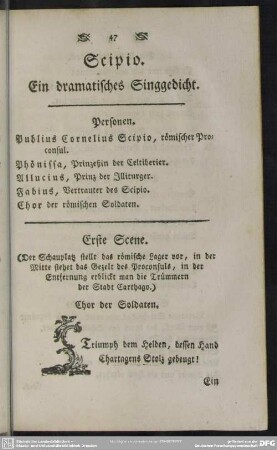 47
Scipio.
Ein dramatisches Singgedicht.
Personen.
Publius Cornelius Scipio, römischer Pro-
consul.
Phönissa, Prinzeßin der Celtiberier.
Allucius, Prinz der Illiturger.
Fabius, Vertrauter des Scipio.
Chor der römischen Soldaten.
Erste Scene.
(Der Schauplatz stellt das römische Lager vor, in der
Mitte stehet das Gezelt des Proconsuls, in der
Entfernung erblickt man die Trümmern
der Stadt Carthago.)
Chor der Soldaten.
Triumph dem Helden, dessen Hand
Chartagens Stolz gebeugt!
Ein
DFG